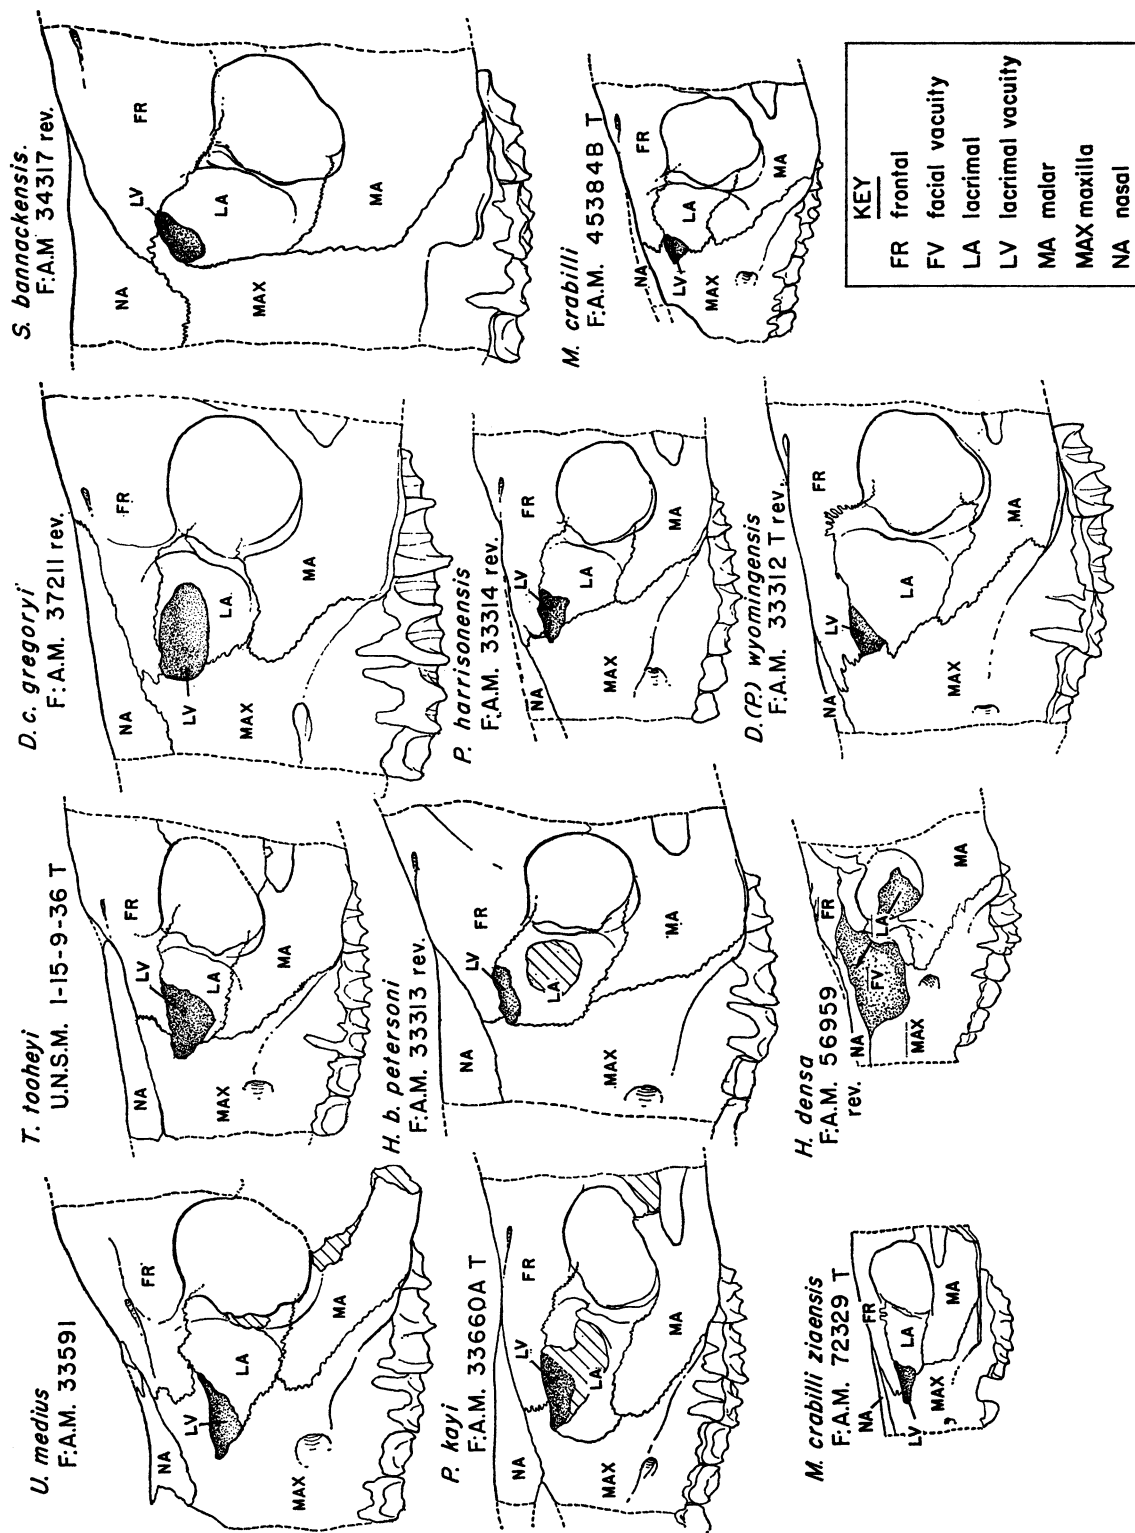 U. medius
F:A.M. 33591
NA
FR
LV
LA
MA
MAX
T. tooheyi
U.N.S.M. 1-15-9-36 T
NA
LV
FR
LA
MAX
MA
D. c. gregoryi
F:A.M. 37211 rev.
NA
FR
LV
LA
MAX
MA
S. bannackensis.
F:A.M. 34317 rev.
NA
LV
FR
LA
MAX
MA
P. kayi
F:A.M. 33660A T
NA
LV
FR
LA
MAX
MA
H. b. petersoni
F:A.M. 33313 rev.
NA
LV
FR
LA
MAX
MA
P. harrisonensis
F:A.M. 33314 rev.
NA
LV
FR
LA
MAX
MA
M. crabilli
F:A.M. 45384B T
NA
FR
LV
LA
MAX
MA
M. crabilli ziaensis
F:A.M. 72329 T
NA
FR
LV
LA
MAX
MA
H. densa
F:A.M. 56959
rev.
NA
FR
FV
LA
MAX
MA
D.(P.) wyomingensis
F:A.M. 33312 T rev.
NA
LV
FR
LA
MAX
MA
KEY
FR frontal
FV facial vacuity
LA lacrimal
LV lacrimal vacuity
MA malar
MAX maxilla
NA nasal